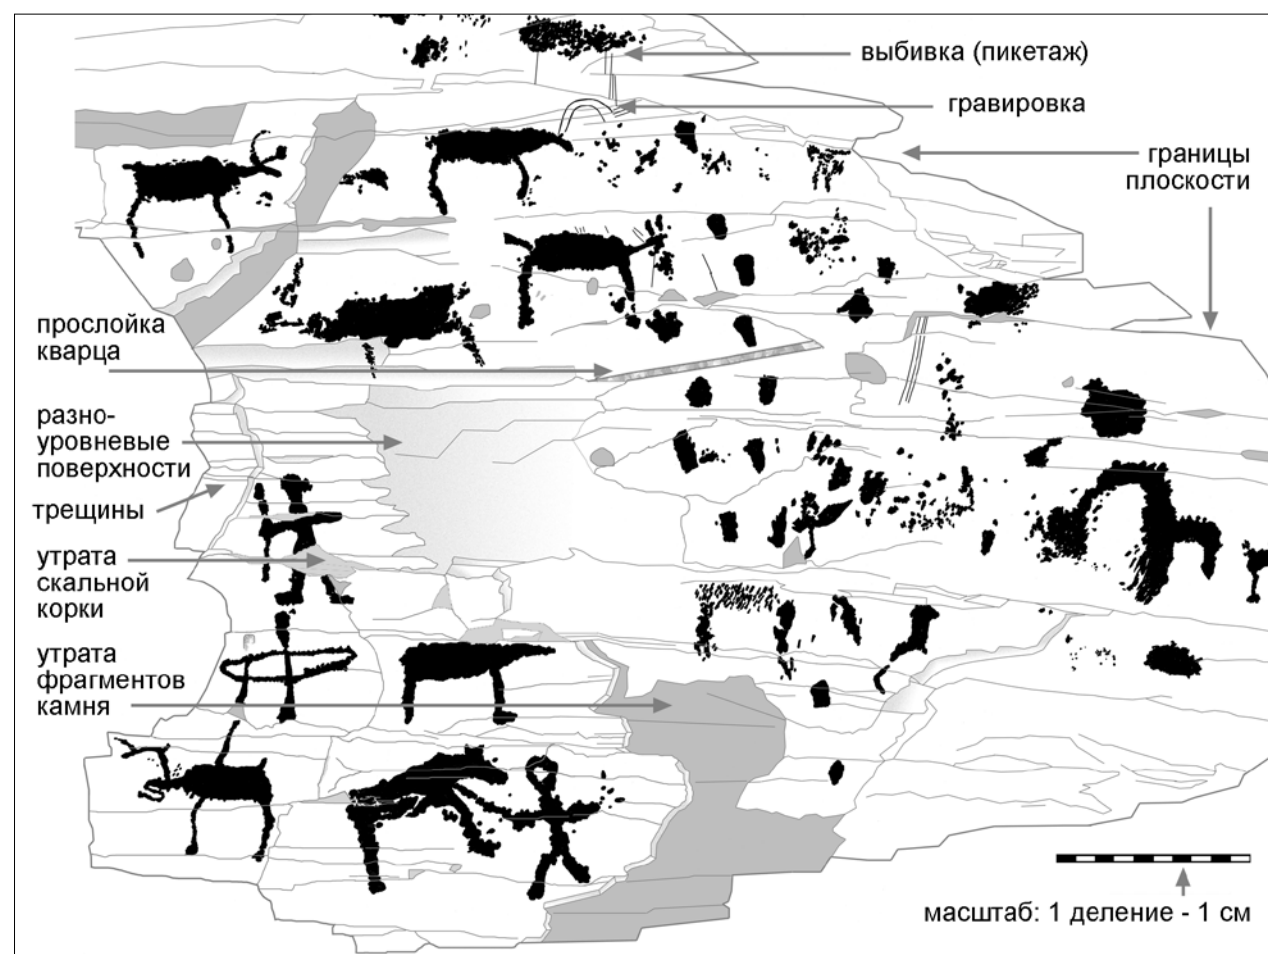 выбивка (пикетаж)
гравировка
границы
плоскости
прослойка
кварца
разно-
уровневые
поверхности
трещины
утрата
скальной
корки
утрата
фрагментов
камня
масштаб: 1 деление - 1 см